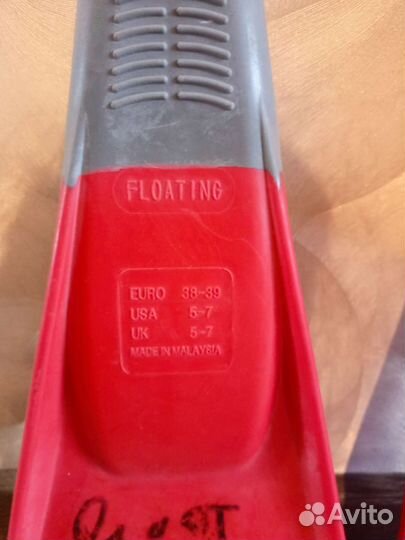 FLOATING
EURO 38-39
USA 5-7
UK 5-7
MADE IN MALAYSIA
Avito